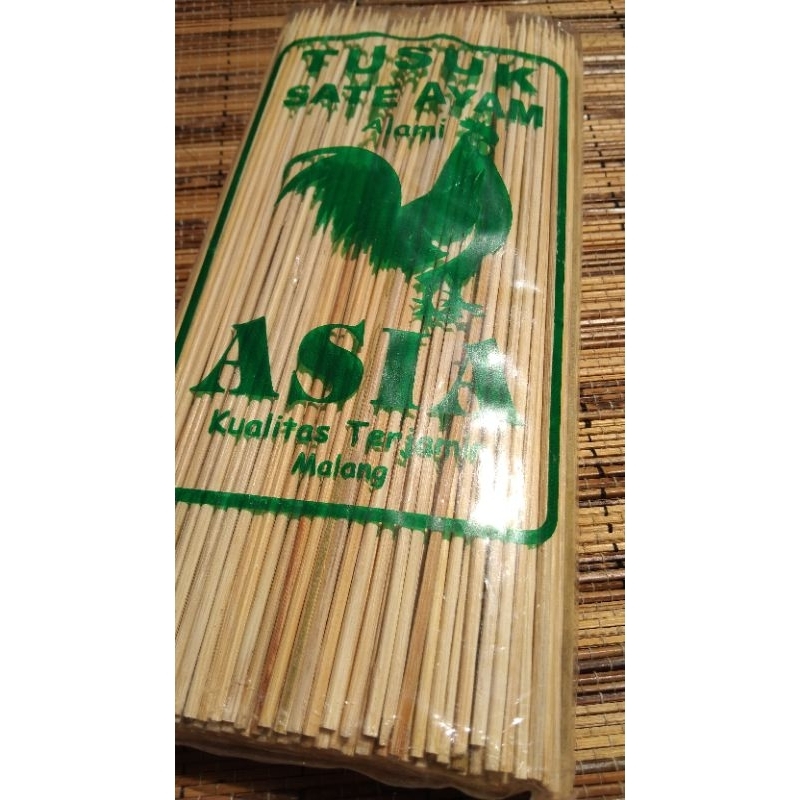 TUSUK
SATE AYAM
Alami
ASIA
Kualitas Terjamin
Malang